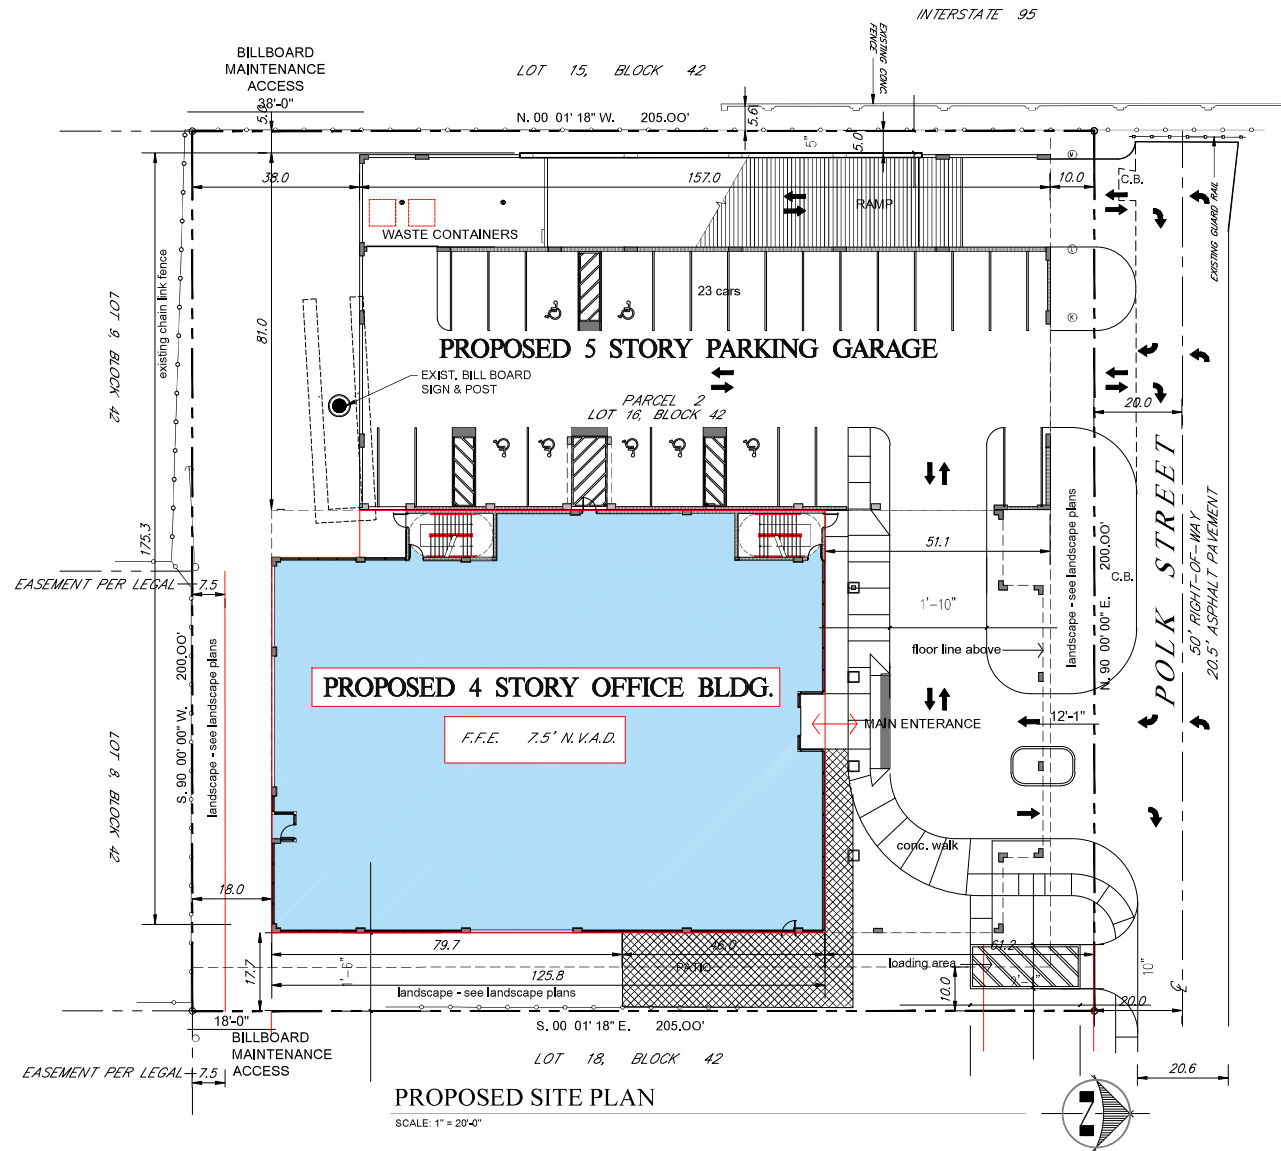 INTERSTATE 95
EXISTING CONC
FENCE
BILLBOARD
MAINTENANCE
ACCESS
38'-0"
LOT 15, BLOCK 42
N. 00 01' 18" W. 205.00'
5.0
5.6
5"
5.0
38.0
157.0
10.0
C.B.
RAMP
WASTE CONTAINERS
EXISTING GUARD RAIL
existing chain link fence
LOT 9, BLOCK 42
81.0
23 cars
PROPOSED 5 STORY PARKING GARAGE
EXIST. BILL BOARD
SIGN & POST
PARCEL 2
LOT 16, BLOCK 42
20.0
POLK STREET
50' RIGHT-OF-WAY
20.5' ASPHALT PAVEMENT
175.3
51.1
landscape - see landscape plans
N. 90 00' 00" E. 200.00'
C.B.
EASEMENT PER LEGAL
7.5
1'-10"
floor line above
S. 90 00' 00" W. 200.00'
landscape - see landscape plans
PROPOSED 4 STORY OFFICE BLDG.
F.F.E. 7.5' N.V.A.D.
MAIN ENTERANCE
12'-1"
LOT 8, BLOCK 42
conc. walk
18.0
79.7
46.0
61.2
17.7
1'-6"
PATIO
125.8
loading area
10.0
10"
landscape - see landscape plans
20.0
18'-0"
S. 00 01' 18" E. 205.00'
BILLBOARD
MAINTENANCE
ACCESS
LOT 18, BLOCK 42
EASEMENT PER LEGAL
7.5
20.6
PROPOSED SITE PLAN
SCALE: 1" = 20'-0"
N